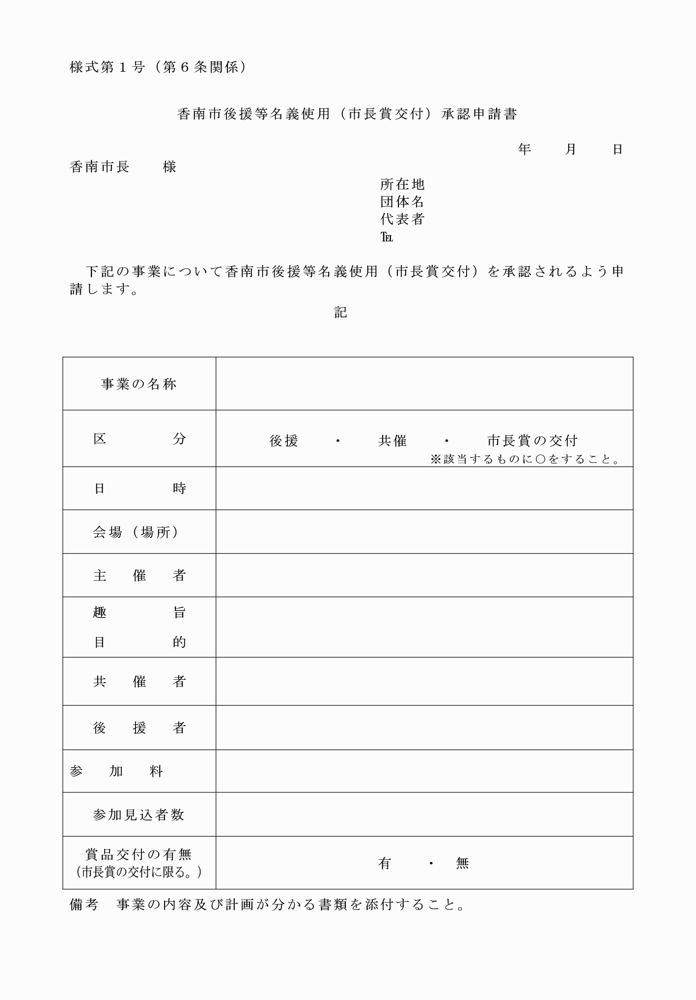 様式第１号（第６条関係）
香南市後援等名義使用（市長賞交付）承認申請書
年　　月　　日
香南市長　　様
所在地
団体名
代表者
℡
下記の事業について香南市後援等名義使用（市長賞交付）を承認されるよう申
請します。
記
事業の名称
区　　　　分
後援　　・　　共催　　・　　市長賞の交付
※該当するものに○をすること。
日　　　　時
会場（場所）
主　催　者
趣　　　　旨
目　　　　的
共　催　者
後　援　者
参　加　料
参加見込者数
賞品交付の有無
（市長賞の交付に限る。）
有　　・　無
備考　事業の内容及び計画が分かる書類を添付すること。